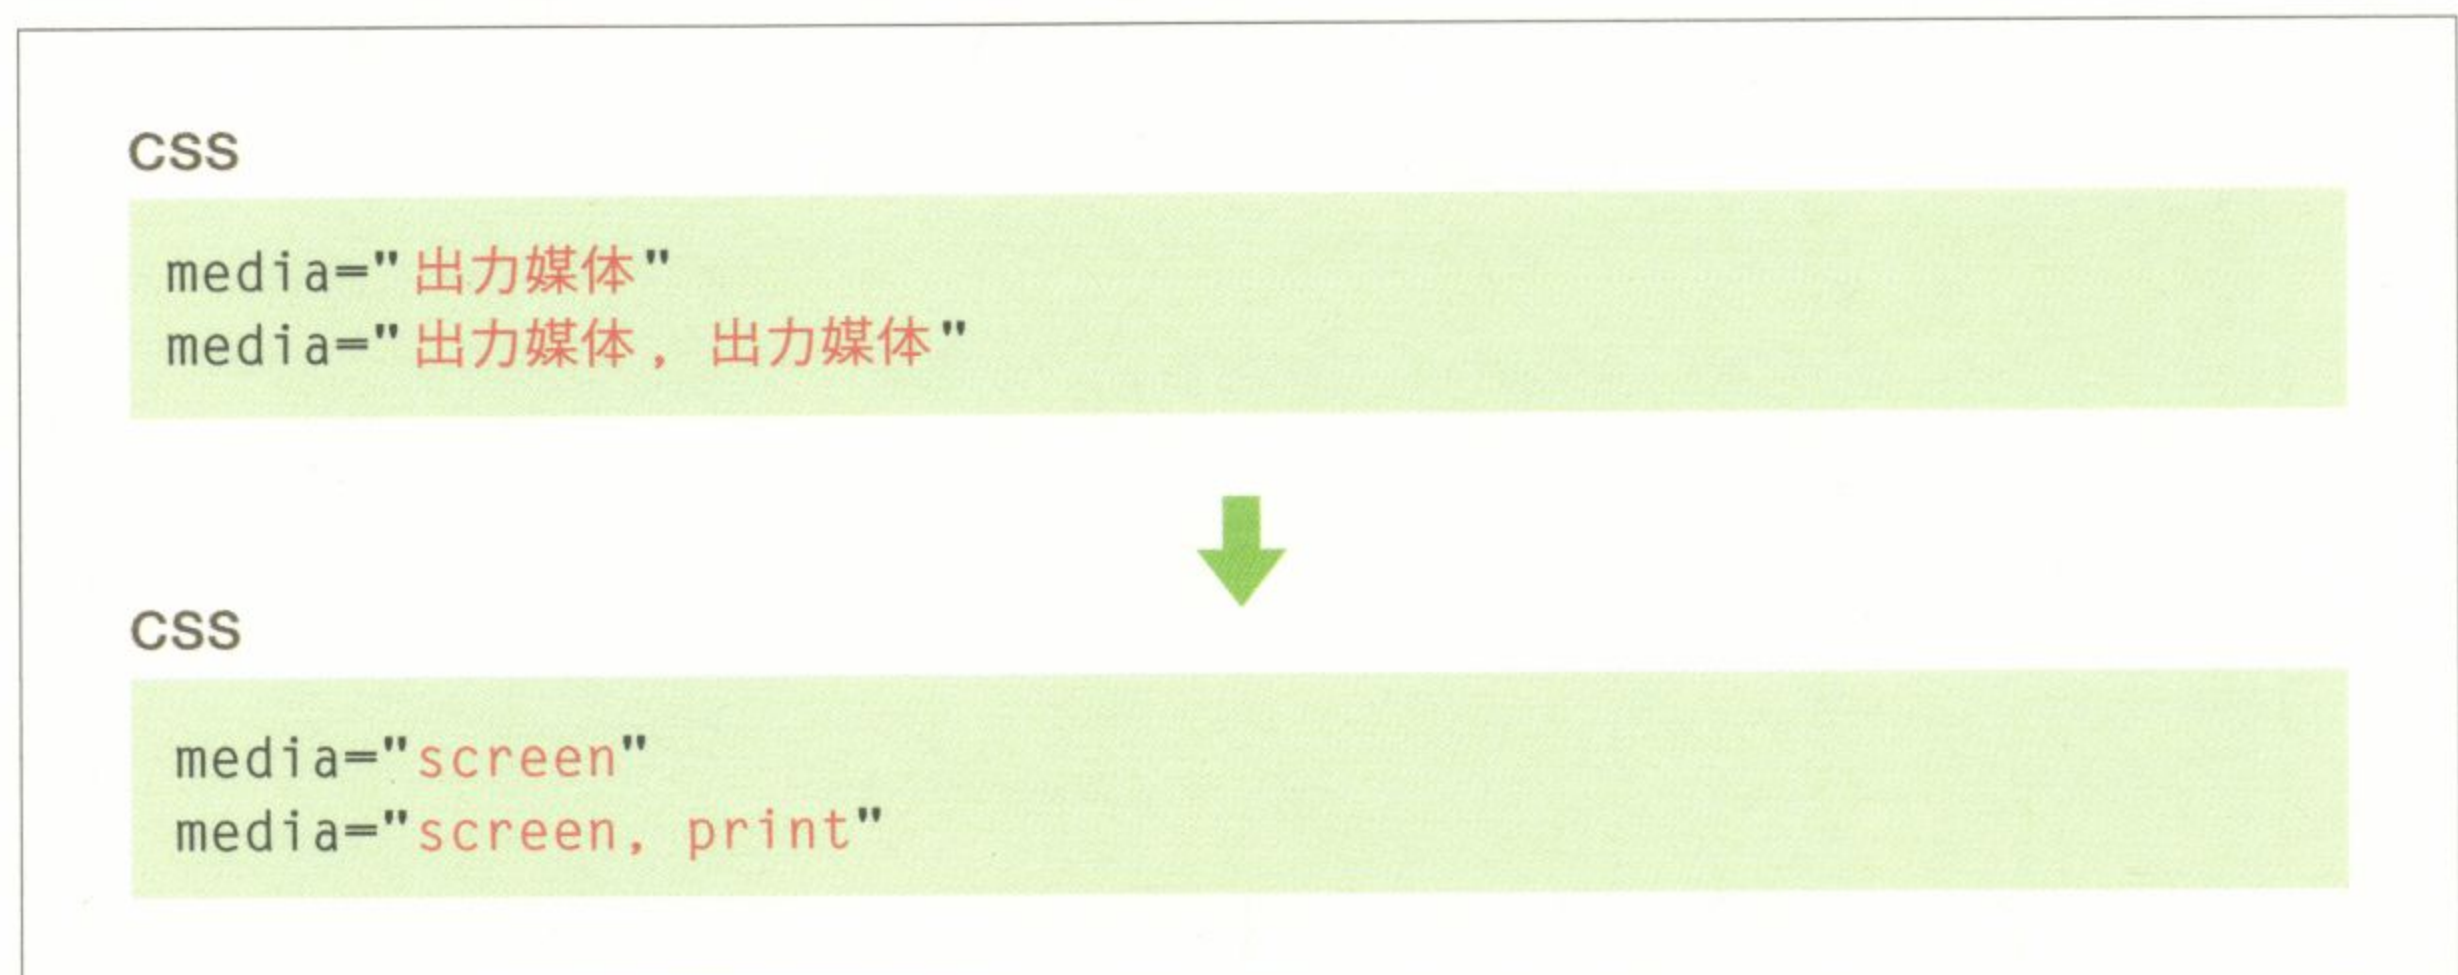 CSS
media="出力媒体"
media="出力媒体, 出力媒体"
CSS
media="screen"
media="screen, print"